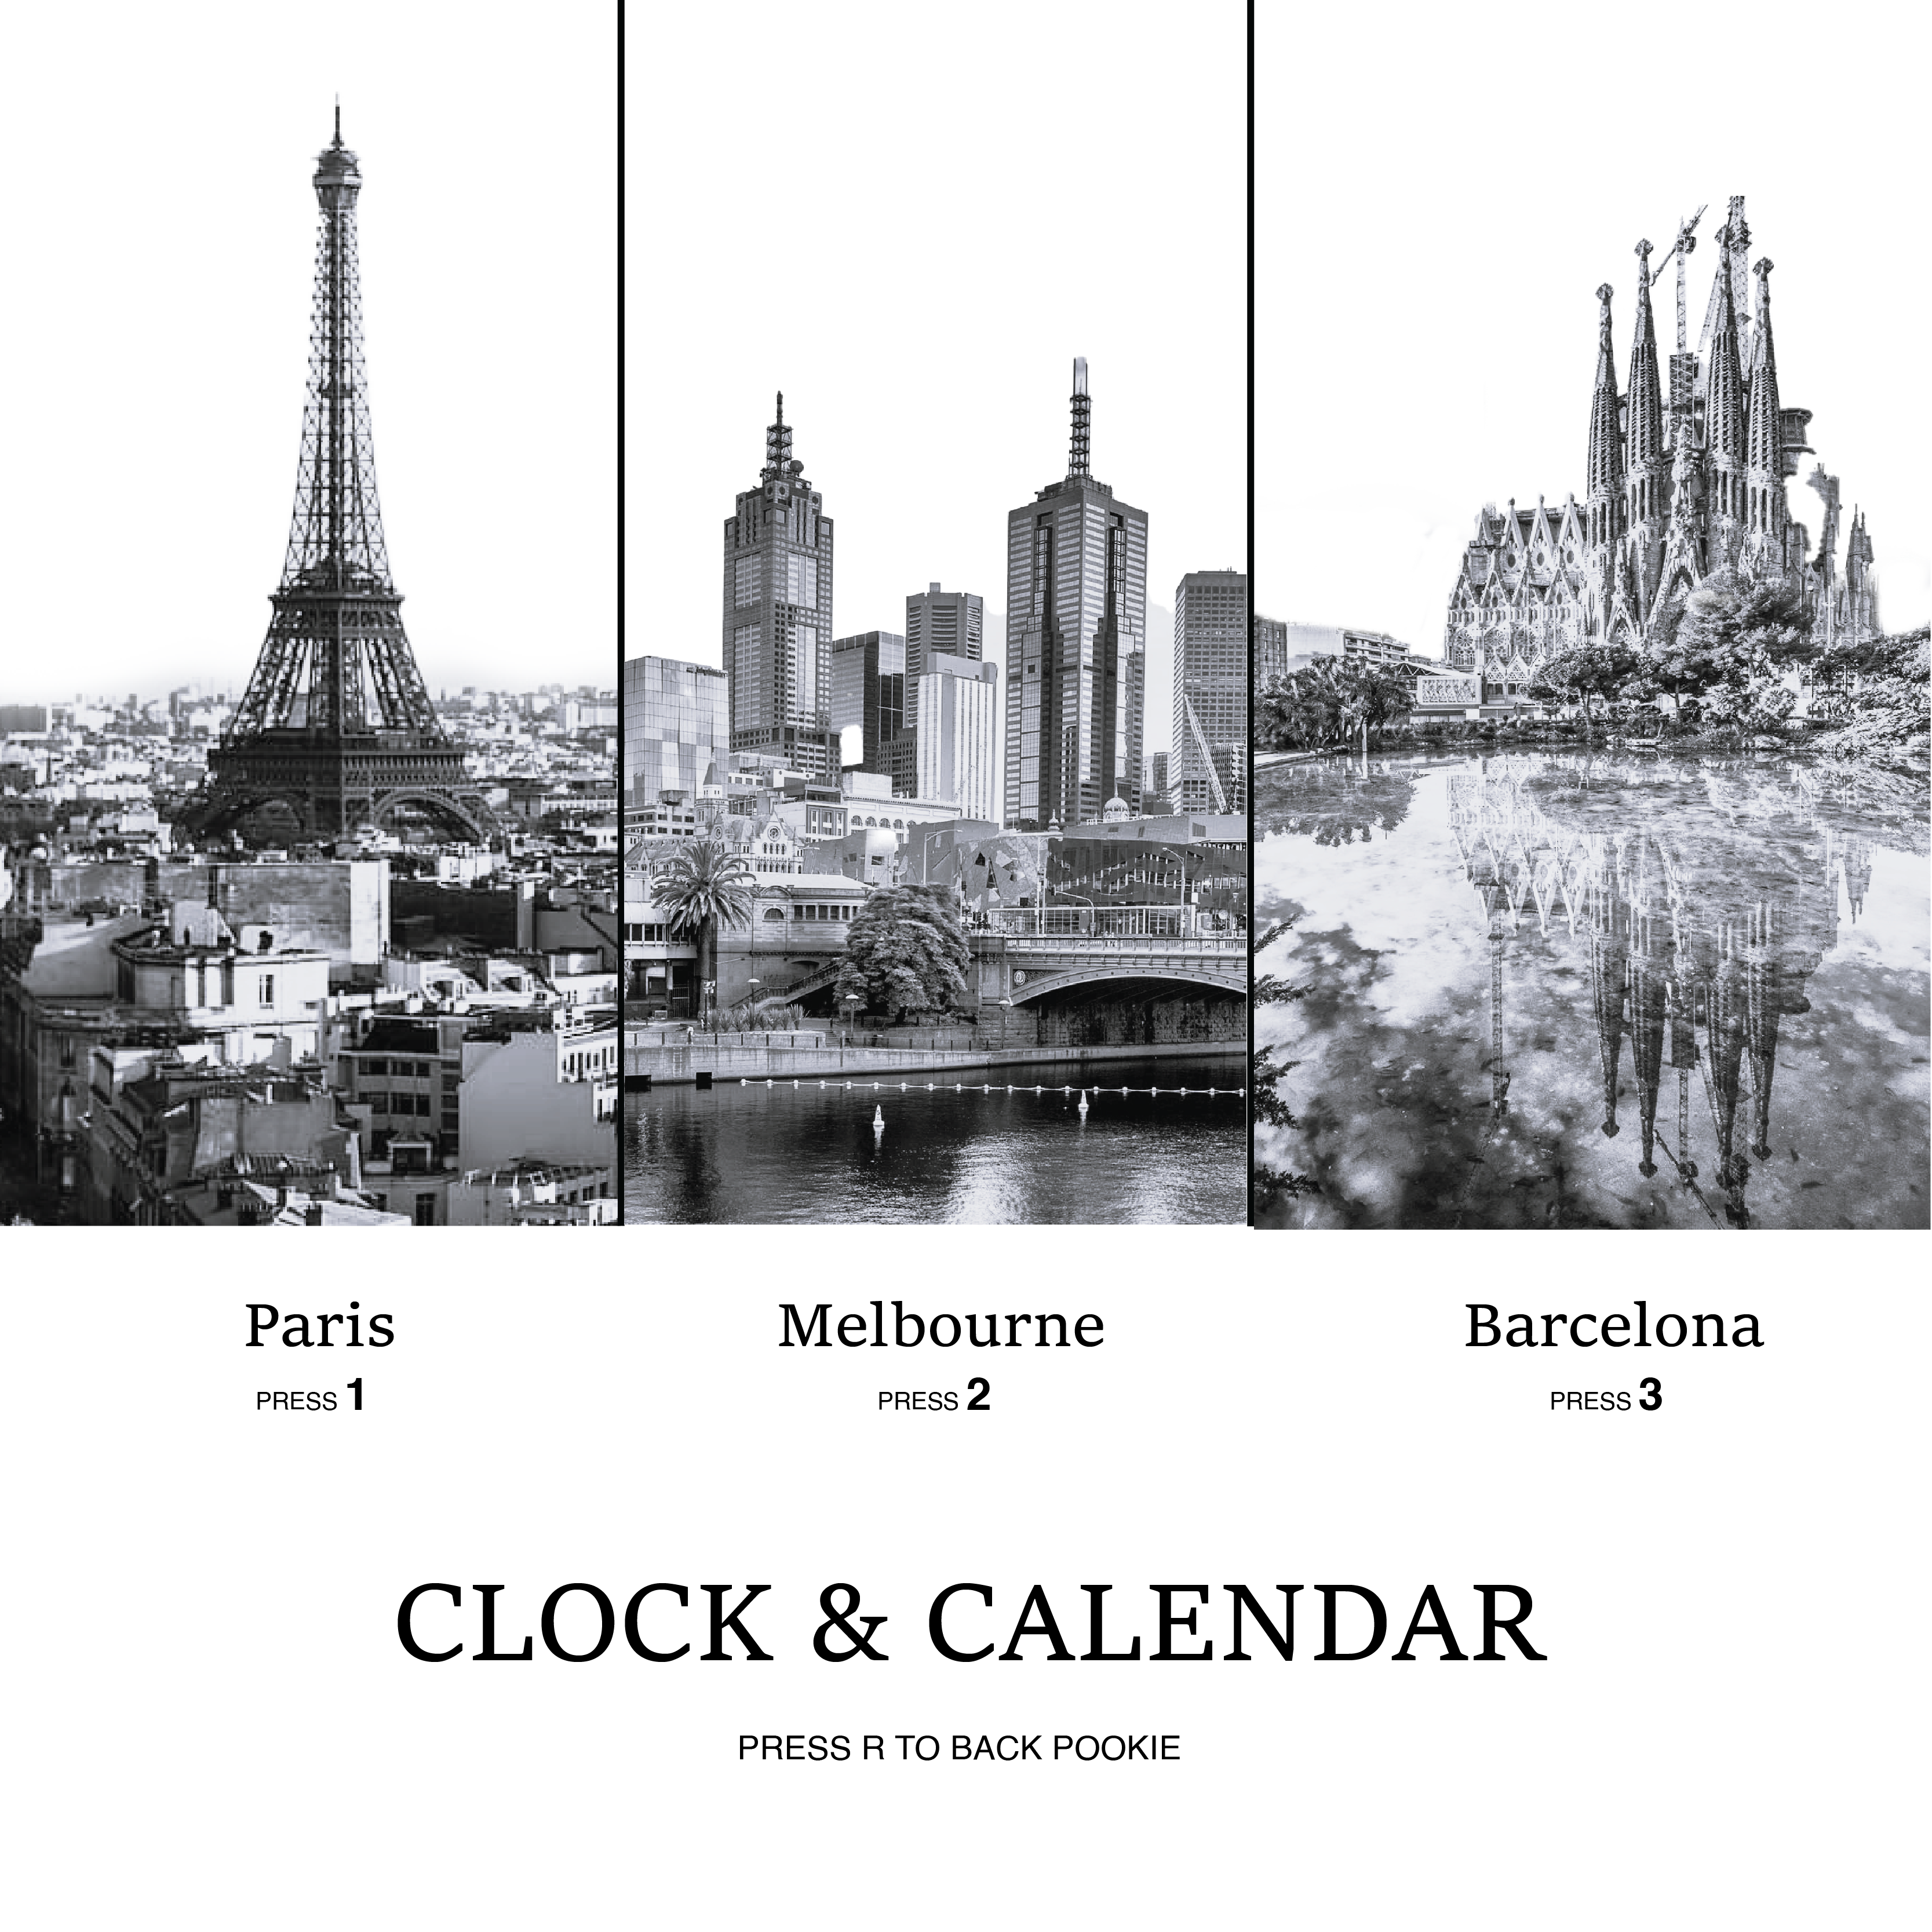 Paris
Melbourne
Barcelona
PRESS 1
PRESS 2
PRESS 3
CLOCK & CALENDAR
PRESS R TO BACK POOKIE